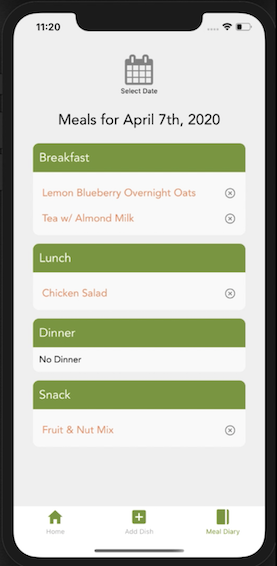 11:20
Select Date
Meals for April 7th, 2020
Breakfast
Lemon Blueberry Overnight Oats
Tea w/ Almond Milk
Lunch
Chicken Salad
Dinner
No Dinner
Snack
Fruit & Nut Mix
Home Add Dish Meal Diary